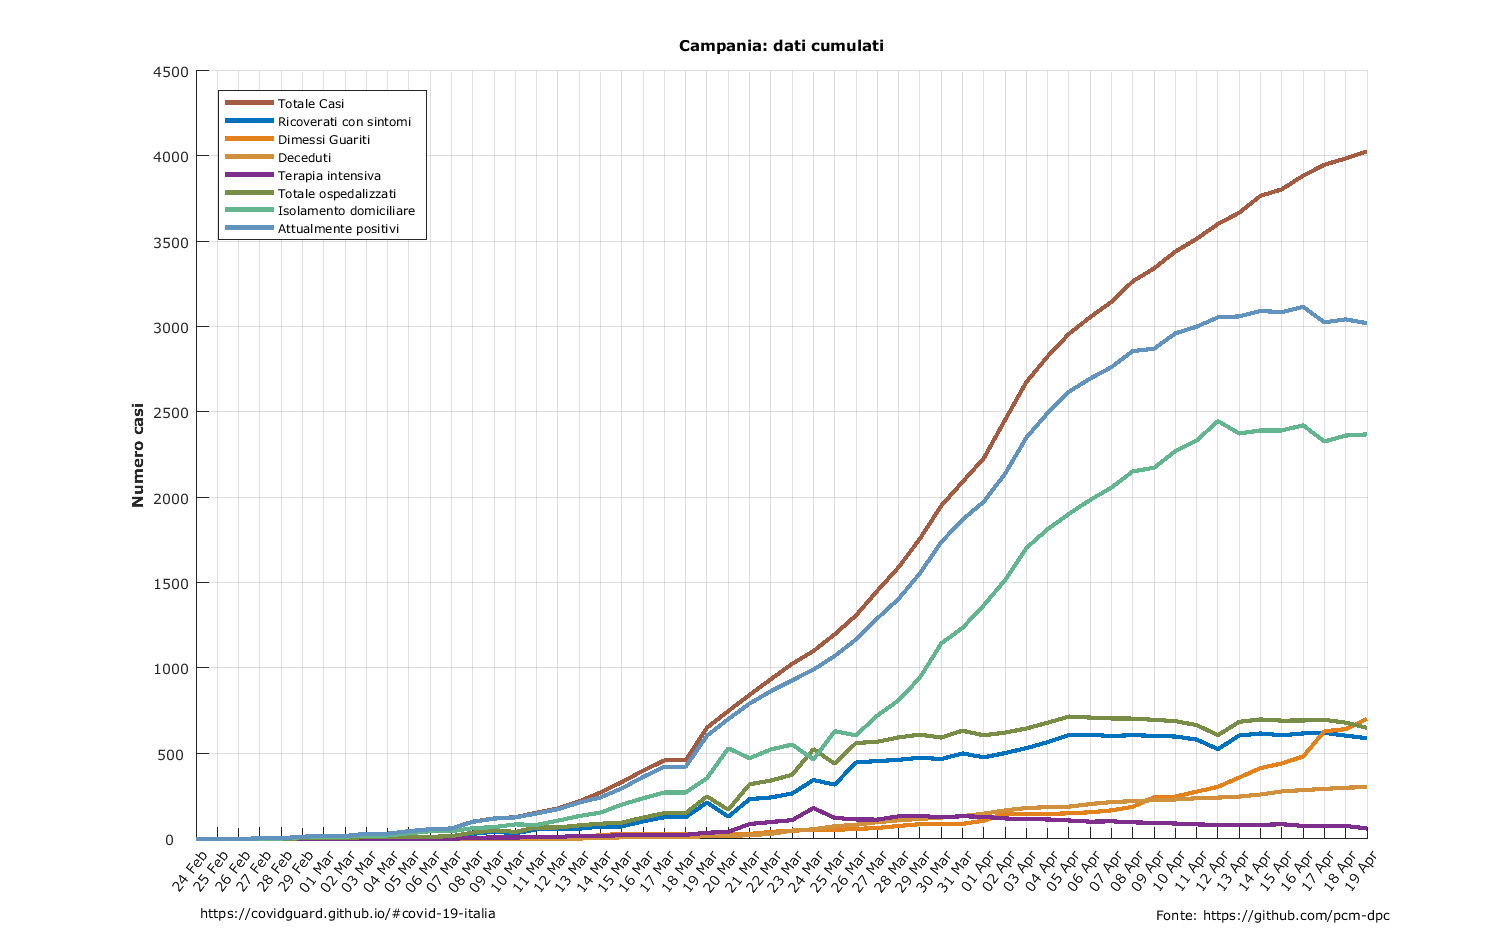 Campania: dati cumulati
4500
4000
3500
3000
2500
2000
1500
1000
500
0
Numero casi
Totale Casi
Ricoverati con sintomi
Dimessi Guariti
Deceduti
Terapia intensiva
Totale ospedalizzati
Isolamento domiciliare
Attualmente positivi
24 Feb
25 Feb
26 Feb
27 Feb
28 Feb
29 Feb
01 Mar
02 Mar
03 Mar
04 Mar
05 Mar
06 Mar
07 Mar
08 Mar
09 Mar
10 Mar
11 Mar
12 Mar
13 Mar
14 Mar
15 Mar
16 Mar
17 Mar
18 Mar
19 Mar
20 Mar
21 Mar
22 Mar
23 Mar
24 Mar
25 Mar
26 Mar
27 Mar
28 Mar
29 Mar
30 Mar
31 Mar
01 Apr
02 Apr
03 Apr
04 Apr
05 Apr
06 Apr
07 Apr
08 Apr
09 Apr
10 Apr
11 Apr
12 Apr
13 Apr
14 Apr
15 Apr
16 Apr
17 Apr
18 Apr
19 Apr
https://covidguard.github.io/#covid-19-italia
Fonte: https://github.com/pcm-dpc